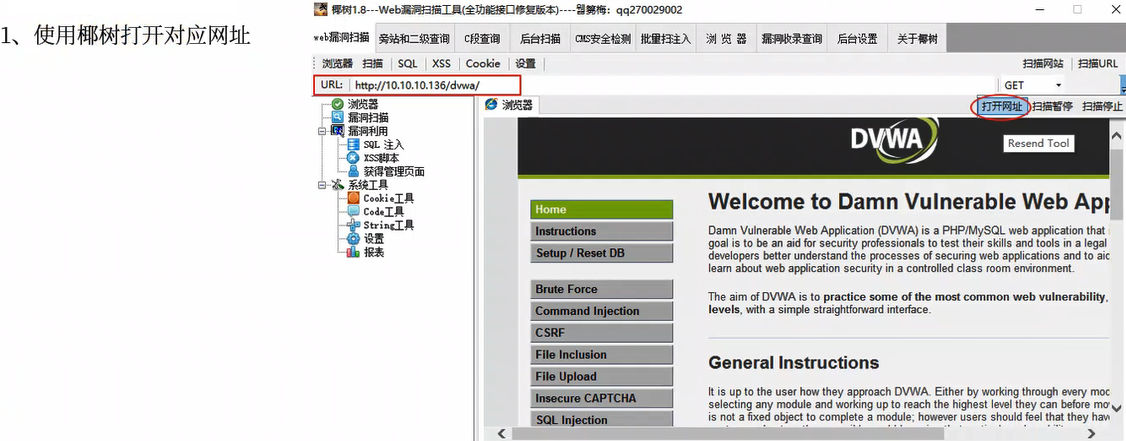 1、使用椰树打开对应网址
椰树1.8---Web漏洞扫描工具(全功能接口修复版本)----
qq270029002
web漏洞扫描 旁站和二级查询 C段查询 后台扫描 CMS安全检测 批量扫注入 浏 览 器 漏洞收录查询 后台设置 关于椰树
浏览器 扫描 SQL XSS Cookie 设置 扫描网站 扫描URL
URL: http://10.10.10.136/dvwa/ GET
打开网址 扫描暂停 扫描停止
浏览器
漏洞扫描
漏洞利用
SQL 注入
XSS脚本
获得管理页面
系统工具
Cookie工具
Code工具
String工具
设置
报表
浏览器
DVWA
Resend Tool
Home
Instructions
Setup / Reset DB
Brute Force
Command Injection
CSRF
File Inclusion
File Upload
Insecure CAPTCHA
SQL Injection
Welcome to Damn Vulnerable Web App
Damn Vulnerable Web Application (DVWA) is a PHP/MySQL web application that
goal is to be an aid for security professionals to test their skills and tools in a legal
developers better understand the processes of securing web applications and to aid
learn about web application security in a controlled class room environment.
The aim of DVWA is to practice some of the most common web vulnerability,
levels, with a simple straightforward interface.
General Instructions
It is up to the user how they approach DVWA. Either by working through every mod
selecting any module and working up to reach the highest level they can before mov
is not a fixed object to complete a module; however users should feel that they have